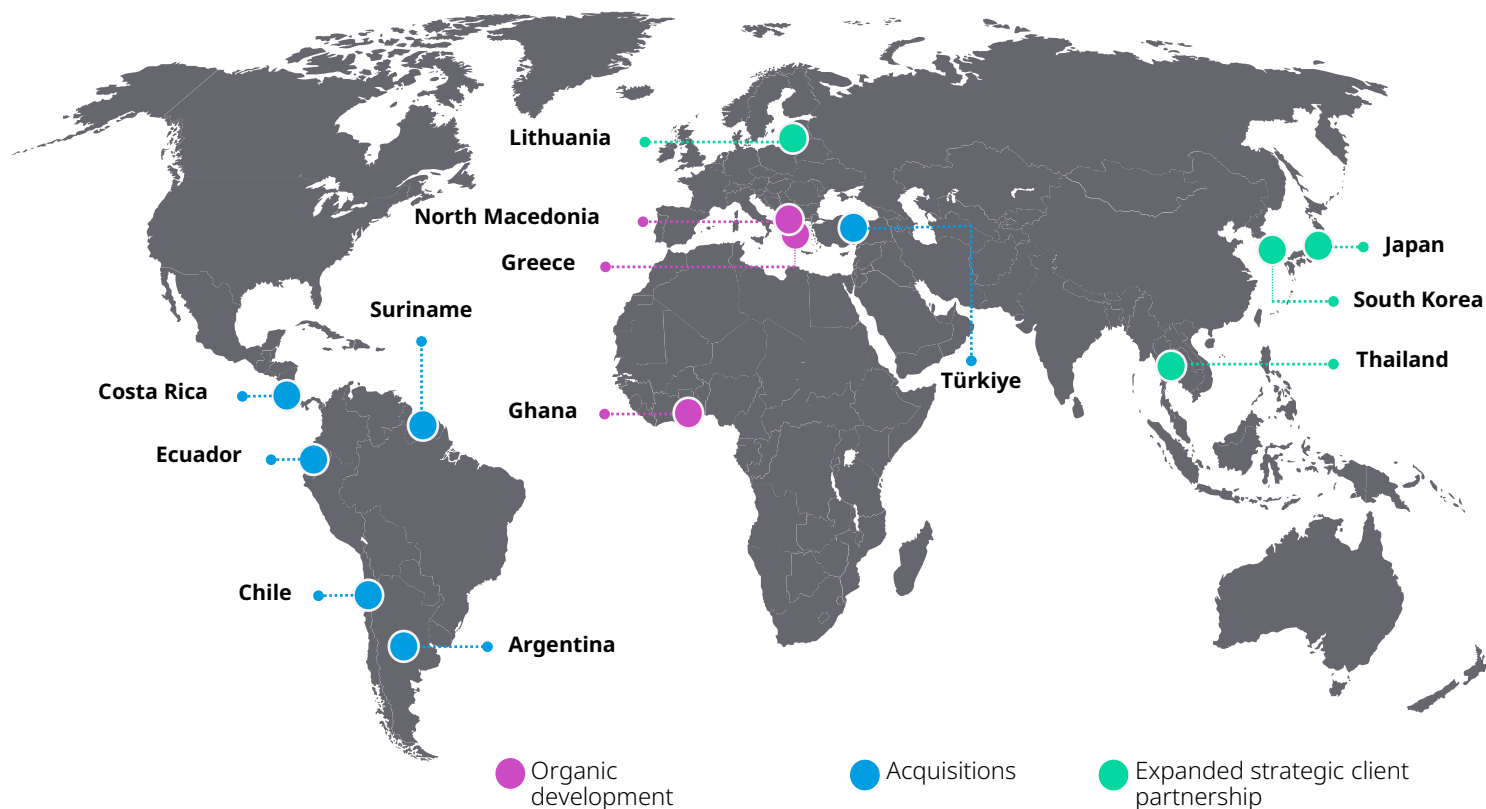 Lithuania
North Macedonia
Greece
Japan
South Korea
Suriname
Thailand
Türkiye
Costa Rica
Ghana
Ecuador
Chile
Argentina
Organic
development
Acquisitions
Expanded strategic client
partnership